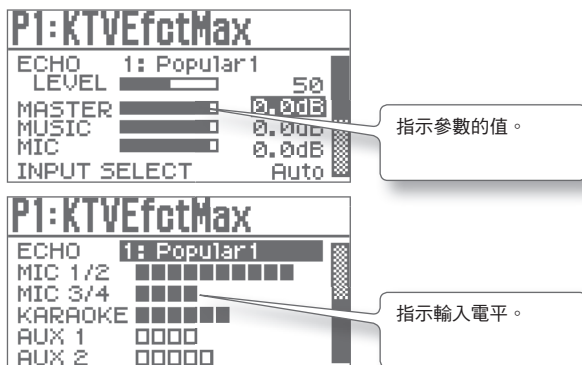 P1:KTVEfctMax
ECHO 1: Popular1
LEVEL 50
MASTER 0.0dB
MUSIC 0.0dB
MIC 0.0dB
INPUT SELECT Auto
指示參數的值。
P1:KTVEfctMax
ECHO 1: Popular1
MIC 1/2
MIC 3/4
KARAOKE
AUX 1
AUX 2
指示輸入電平。